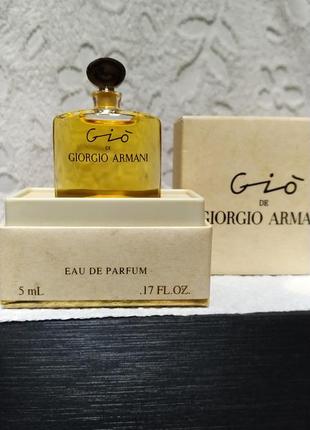 Giò
DE
GIORGIO ARMANI
EAU DE PARFUM
5 mL .17 FL.OZ.
Giò
DE
GIORGIO ARMA